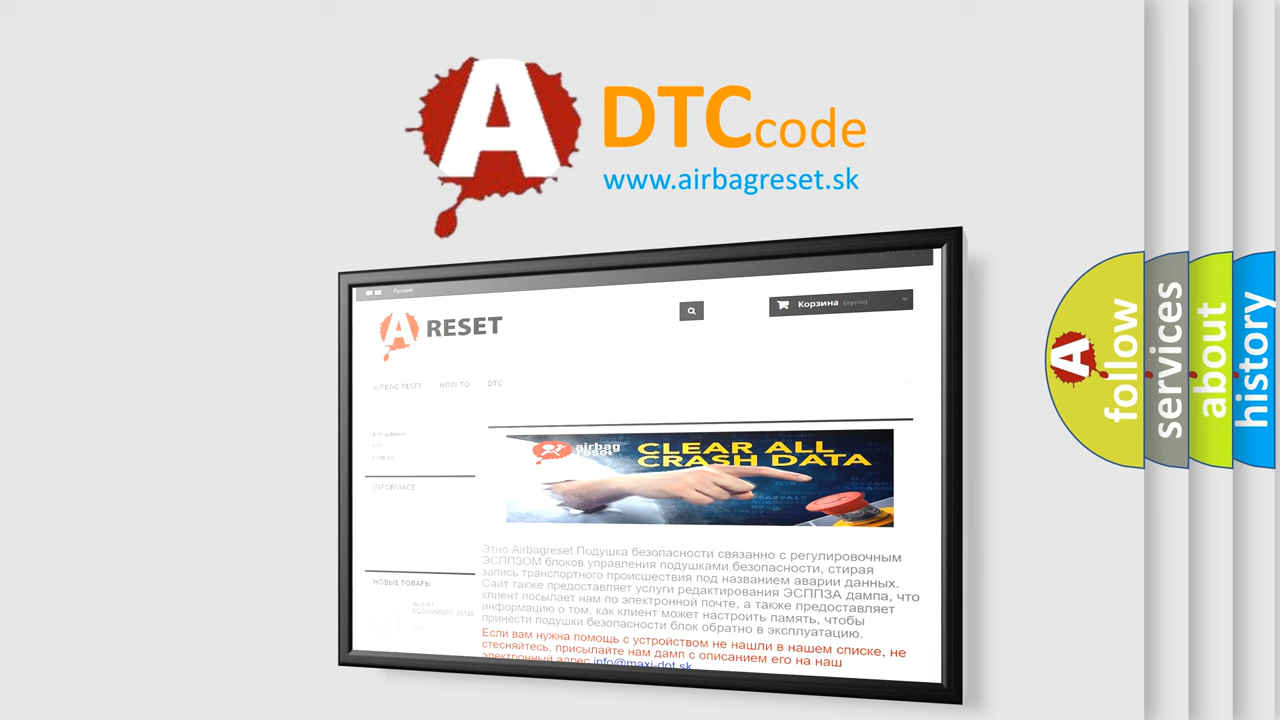 A
DTCcode
www.airbagreset.sk
Русский
A RESET
Корзина (пусто)
AIRBAG RESET HOW TO DTC
INFORMACE
airbag
reset
CLEAR ALL
CRASH DATA
Этно Airbagreset Подушка безопасности связанно с регулировочным
ЭСППЗОМ блоков управления подушками безопасности, стирая
запись транспортного происшествия под названием аварии данных.
Сайт также предоставляет услуги редактирования ЭСППЗА дампа, что
клиент посылает нам по электронной почте, а также предоставляет
информацию о том, как клиент может настроить память, чтобы
принести подушки безопасности блок обратно в эксплуатацию.
Если вам нужна помощь с устройством не нашли в нашем списке, не
стесняйтесь, присылайте нам дамп с описанием его на наш
электронный адрес info@maxi-dot.sk
НОВЫЕ ТОВАРЫ
A
follow
services
about
history